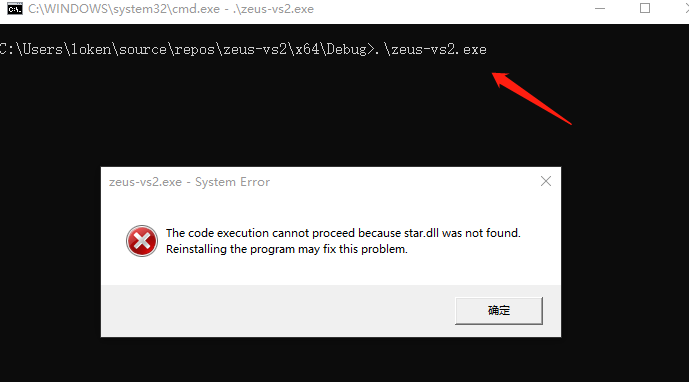 C:\WINDOWS\system32\cmd.exe - .\zeus-vs2.exe
C:\Users\loken\source\repos\zeus-vs2\x64\Debug>.\zeus-vs2.exe
zeus-vs2.exe - System Error
The code execution cannot proceed because star.dll was not found.
Reinstalling the program may fix this problem.
确定